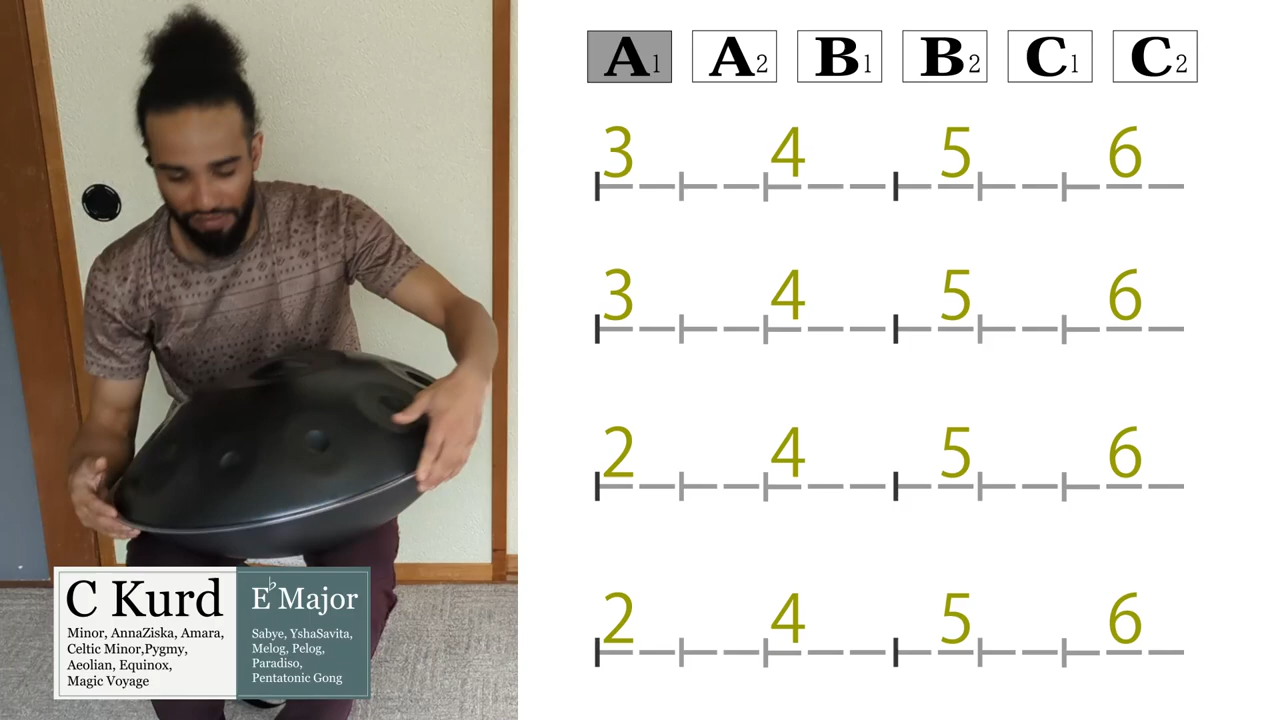 A1 A2 B1 B2 C1 C2
3 4 5 6
3 4 5 6
2 4 5 6
2 4 5 6
C Kurd
Minor, AnnaZiska, Amara,
Celtic Minor,Pygmy,
Aeolian, Equinox,
Magic Voyage
E♭ Major
Sabye, YshaSavita,
Melog, Pelog,
Paradiso,
Pentatonic Gong